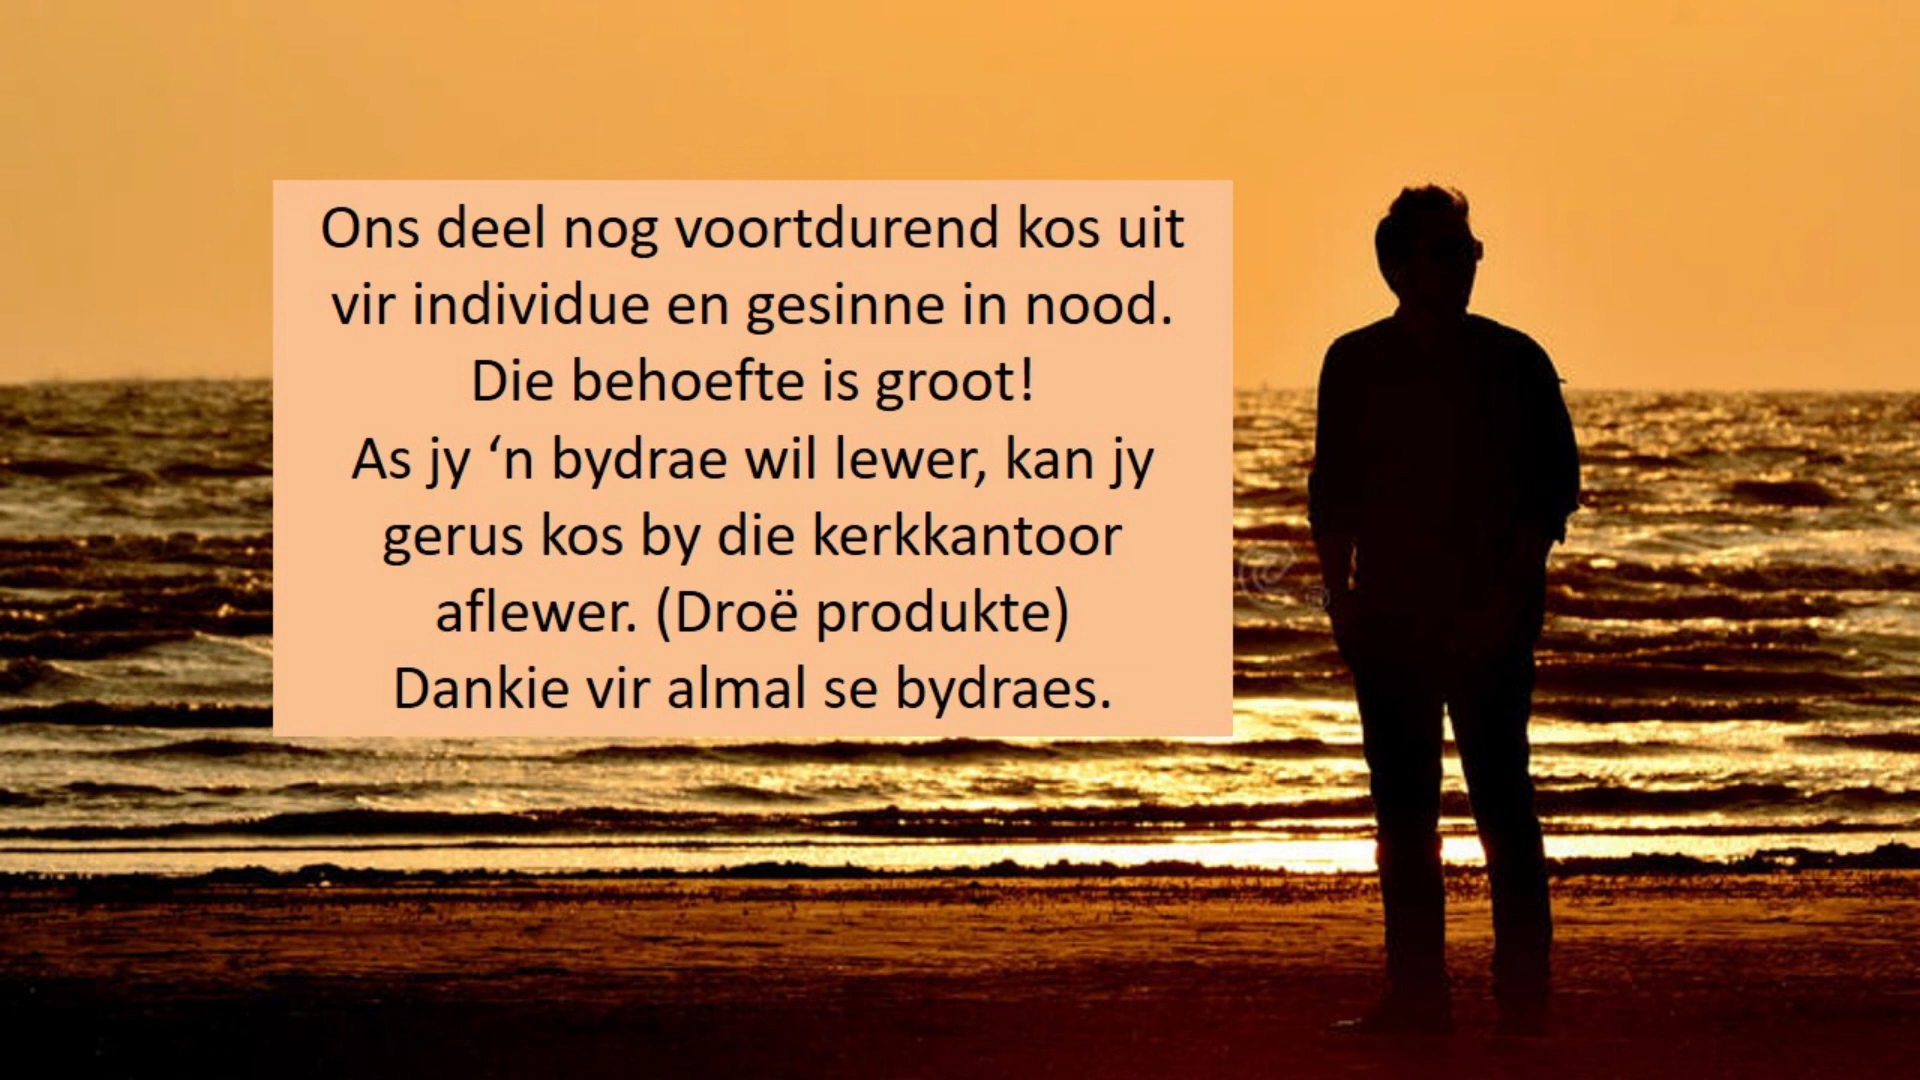 Ons deel nog voortdurend kos uit
vir individue en gesinne in nood.
Die behoefte is groot!
As jy ‘n bydrae wil lewer, kan jy
gerus kos by die kerkkantoor
aflewer. (Droë produkte)
Dankie vir almal se bydraes.